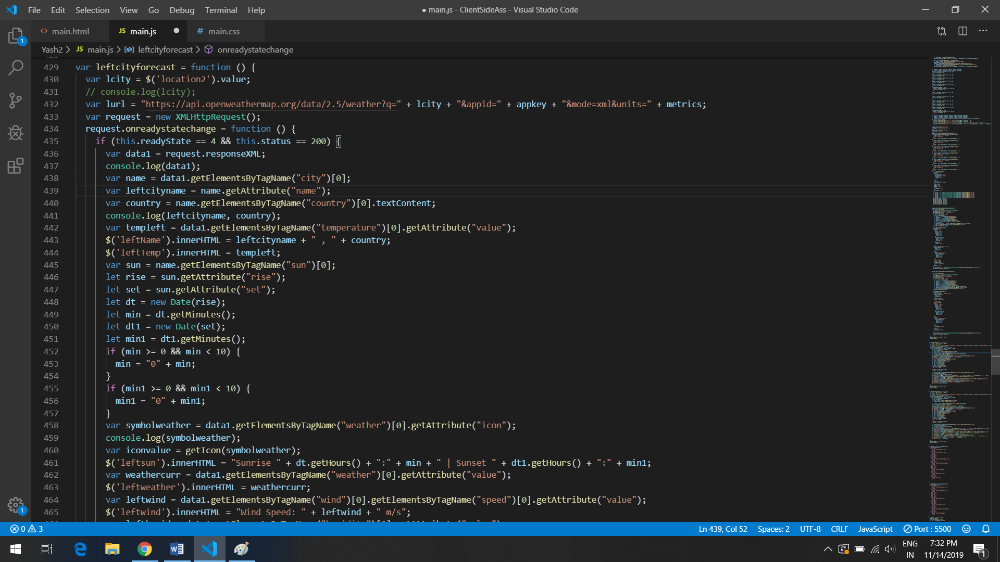 File Edit Selection View Go Debug Terminal Help
● main.js - ClientSideAss - Visual Studio Code
<> main.html JS main.js ● # main.css
Yash2 > JS main.js > leftcityforecast > onreadystatechange
429 var leftcityforecast = function () {
430 var lcity = $('location2').value;
431 // console.log(lcity);
432 var lurl = "https://api.openweathermap.org/data/2.5/weather?q=" + lcity + "&appid=" + appkey + "&mode=xml&units=" + metrics;
433 var request = new XMLHttpRequest();
434 request.onreadystatechange = function () {
435 if (this.readyState == 4 && this.status == 200) {
436 var data1 = request.responseXML;
437 console.log(data1);
438 var name = data1.getElementsByTagName("city")[0];
439 var leftcityname = name.getAttribute("name");
440 var country = name.getElementsByTagName("country")[0].textContent;
441 console.log(leftcityname, country);
442 var templeft = data1.getElementsByTagName("temperature")[0].getAttribute("value");
443 $('leftName').innerHTML = leftcityname + " , " + country;
444 $('leftTemp').innerHTML = templeft;
445 var sun = name.getElementsByTagName("sun")[0];
446 let rise = sun.getAttribute("rise");
447 let set = sun.getAttribute("set");
448 let dt = new Date(rise);
449 let min = dt.getMinutes();
450 let dt1 = new Date(set);
451 let min1 = dt1.getMinutes();
452 if (min >= 0 && min < 10) {
453 min = "0" + min;
454 }
455 if (min1 >= 0 && min1 < 10) {
456 min1 = "0" + min1;
457 }
458 var symbolweather = data1.getElementsByTagName("weather")[0].getAttribute("icon");
459 console.log(symbolweather);
460 var iconvalue = getIcon(symbolweather);
461 $('leftsun').innerHTML = "Sunrise " + dt.getHours() + ":" + min + " | Sunset " + dt1.getHours() + ":" + min1;
462 var weathercurr = data1.getElementsByTagName("weather")[0].getAttribute("value");
463 $('leftweather').innerHTML = weathercurr;
464 var leftwind = data1.getElementsByTagName("wind")[0].getElementsByTagName("speed")[0].getAttribute("value");
465 $('leftwind').innerHTML = "Wind Speed: " + leftwind + " m/s";
0 3 Ln 439, Col 52 Spaces: 2 UTF-8 CRLF JavaScript Port : 5500
ENG 7:32 PM
IN 11/14/2019 1